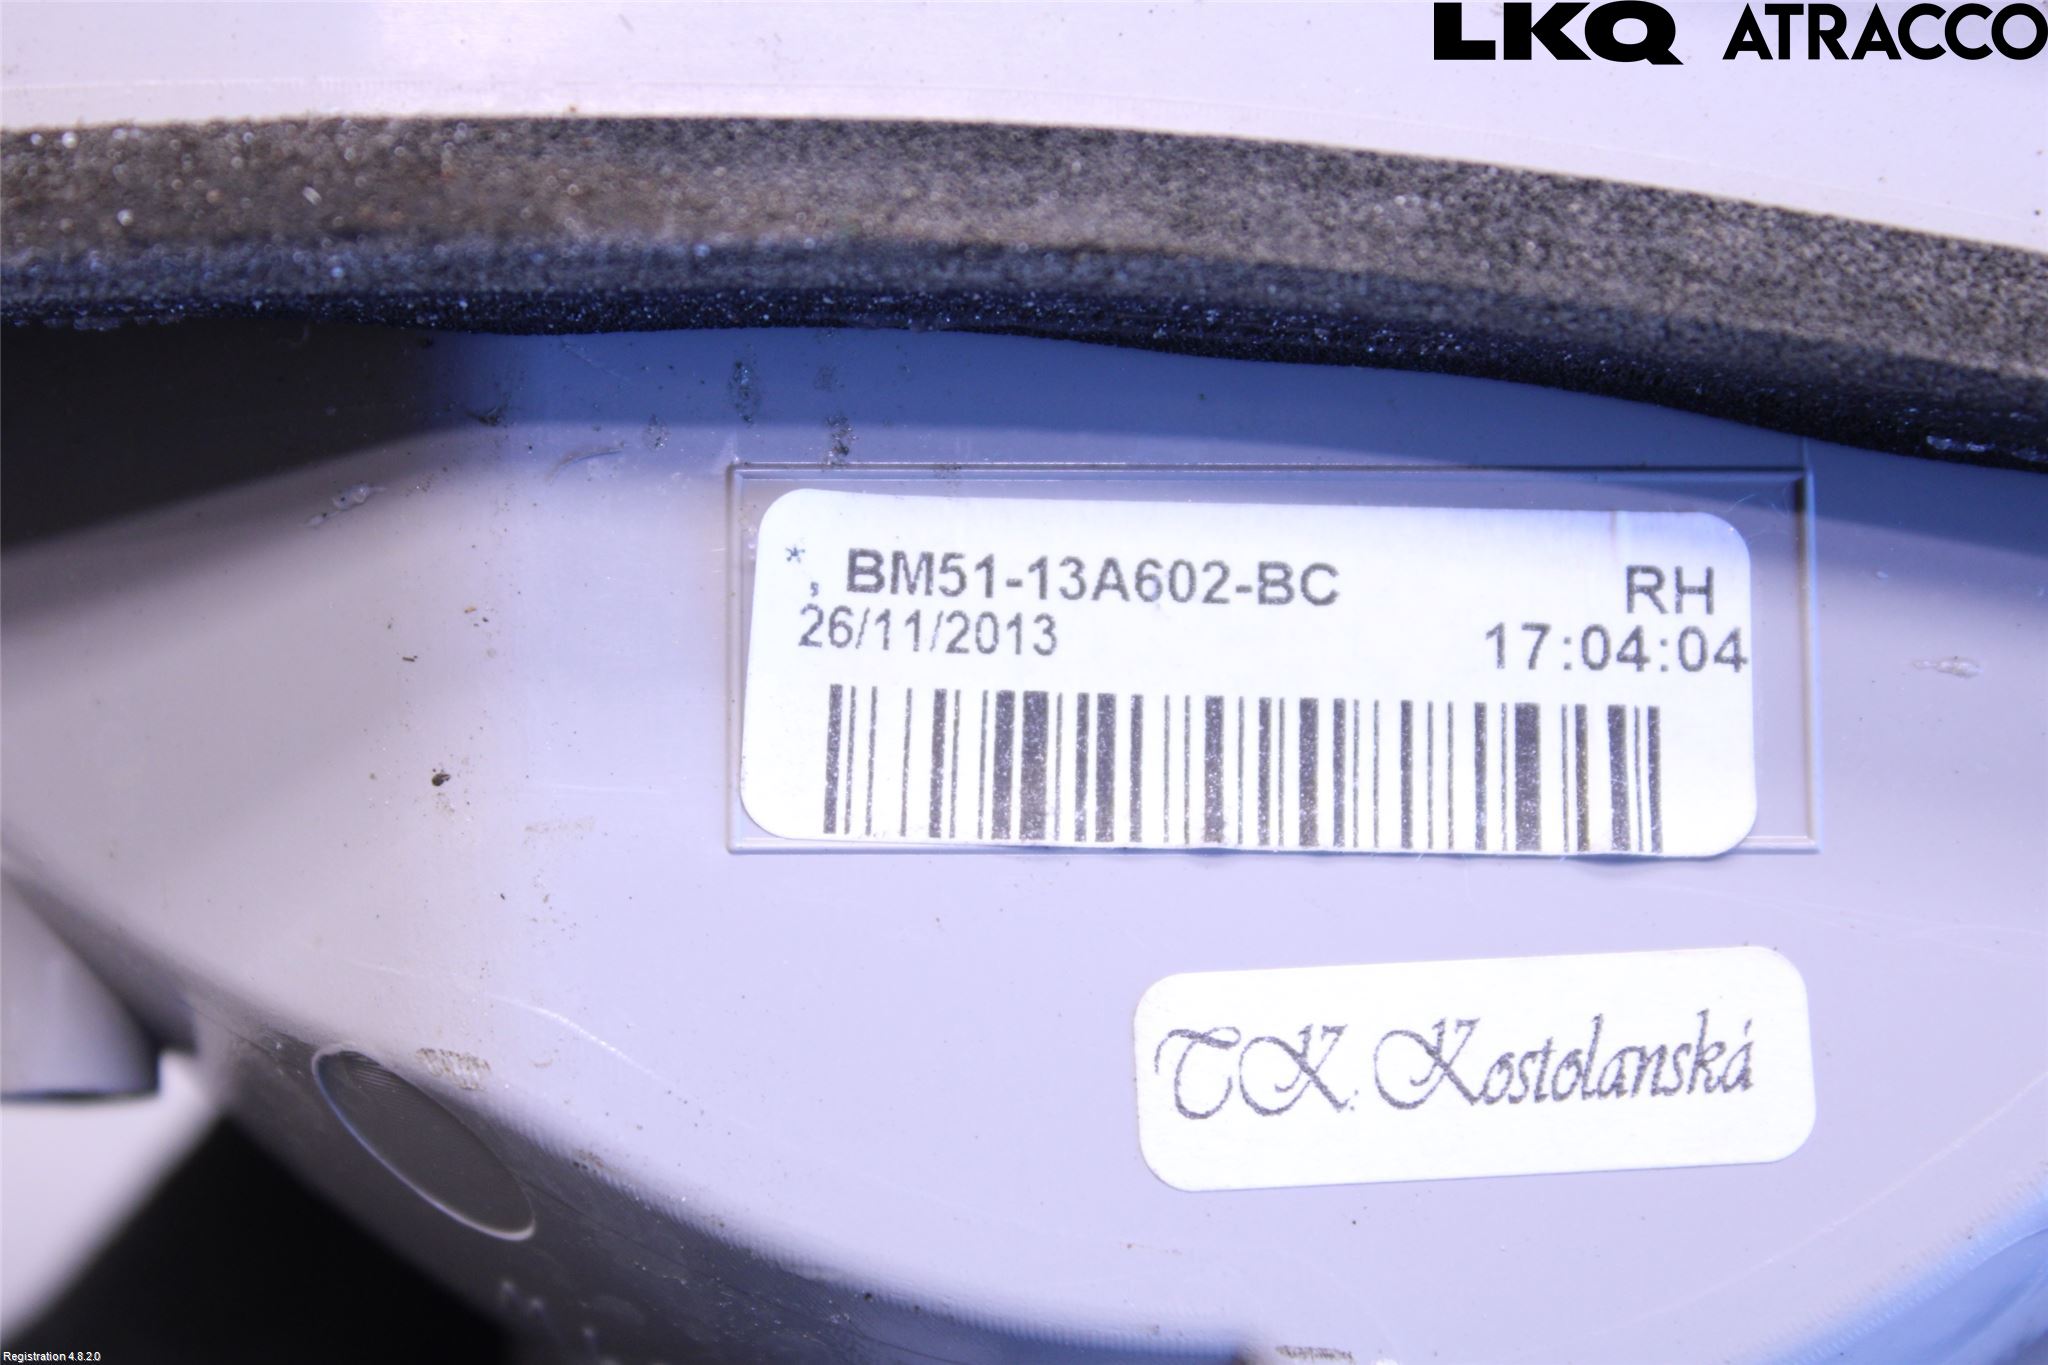 LKQ ATRACCO
*, BM51-13A602-BC RH
26/11/2013 17:04:04
TK. Kostolanská
Registration 4.8.2.0